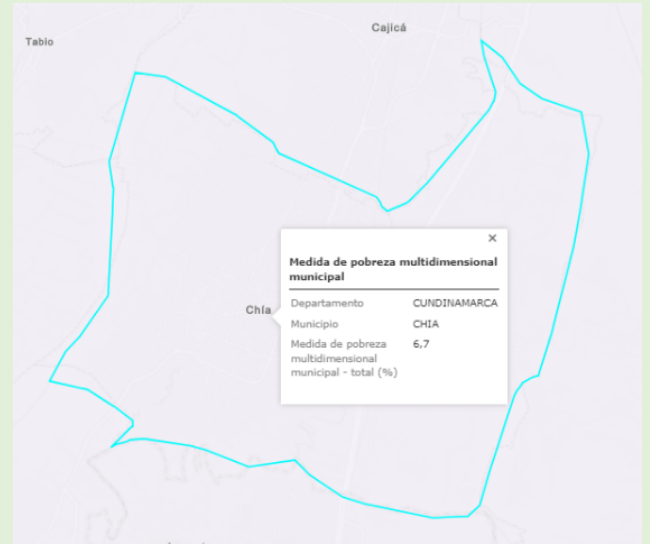 Cajicá
Tabio
×
Medida de pobreza multidimensional
municipal
Departamento CUNDINAMARCA
Municipio CHIA
Medida de pobreza 6,7
multidimensional
municipal - total (%)
Chía